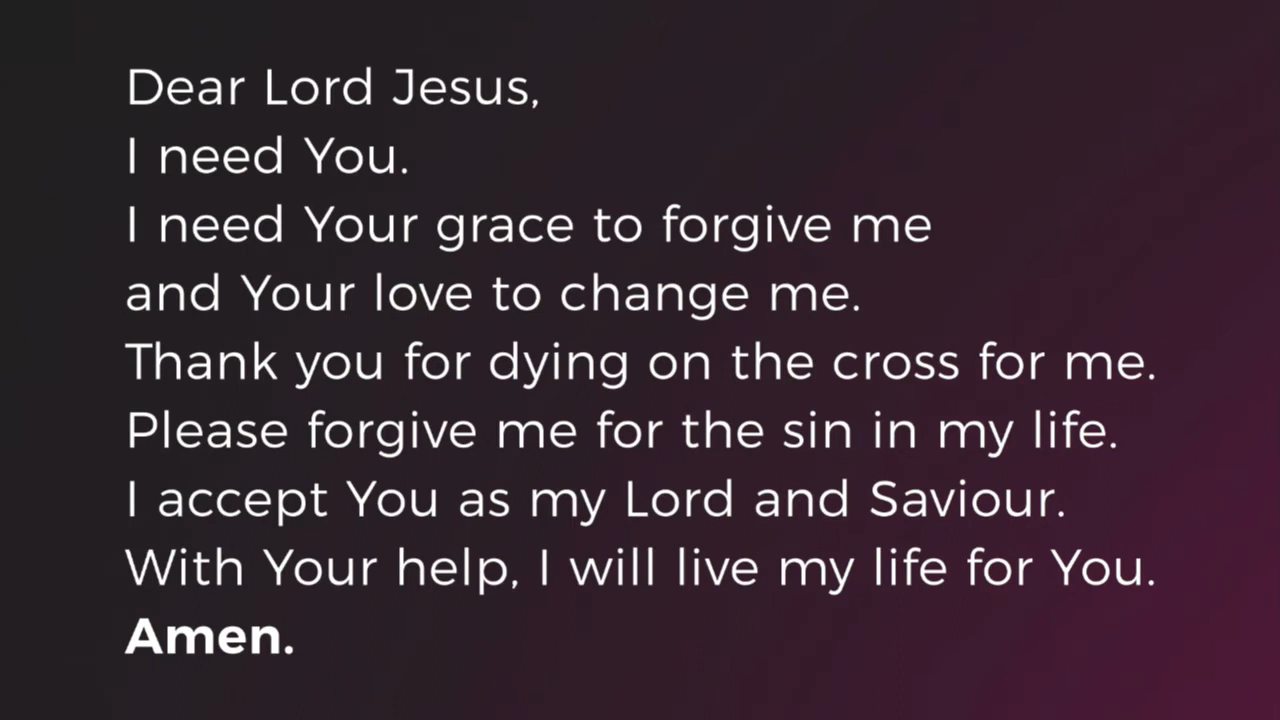 Dear Lord Jesus,
I need You.
I need Your grace to forgive me
and Your love to change me.
Thank you for dying on the cross for me.
Please forgive me for the sin in my life.
I accept You as my Lord and Saviour.
With Your help, I will live my life for You.
Amen.